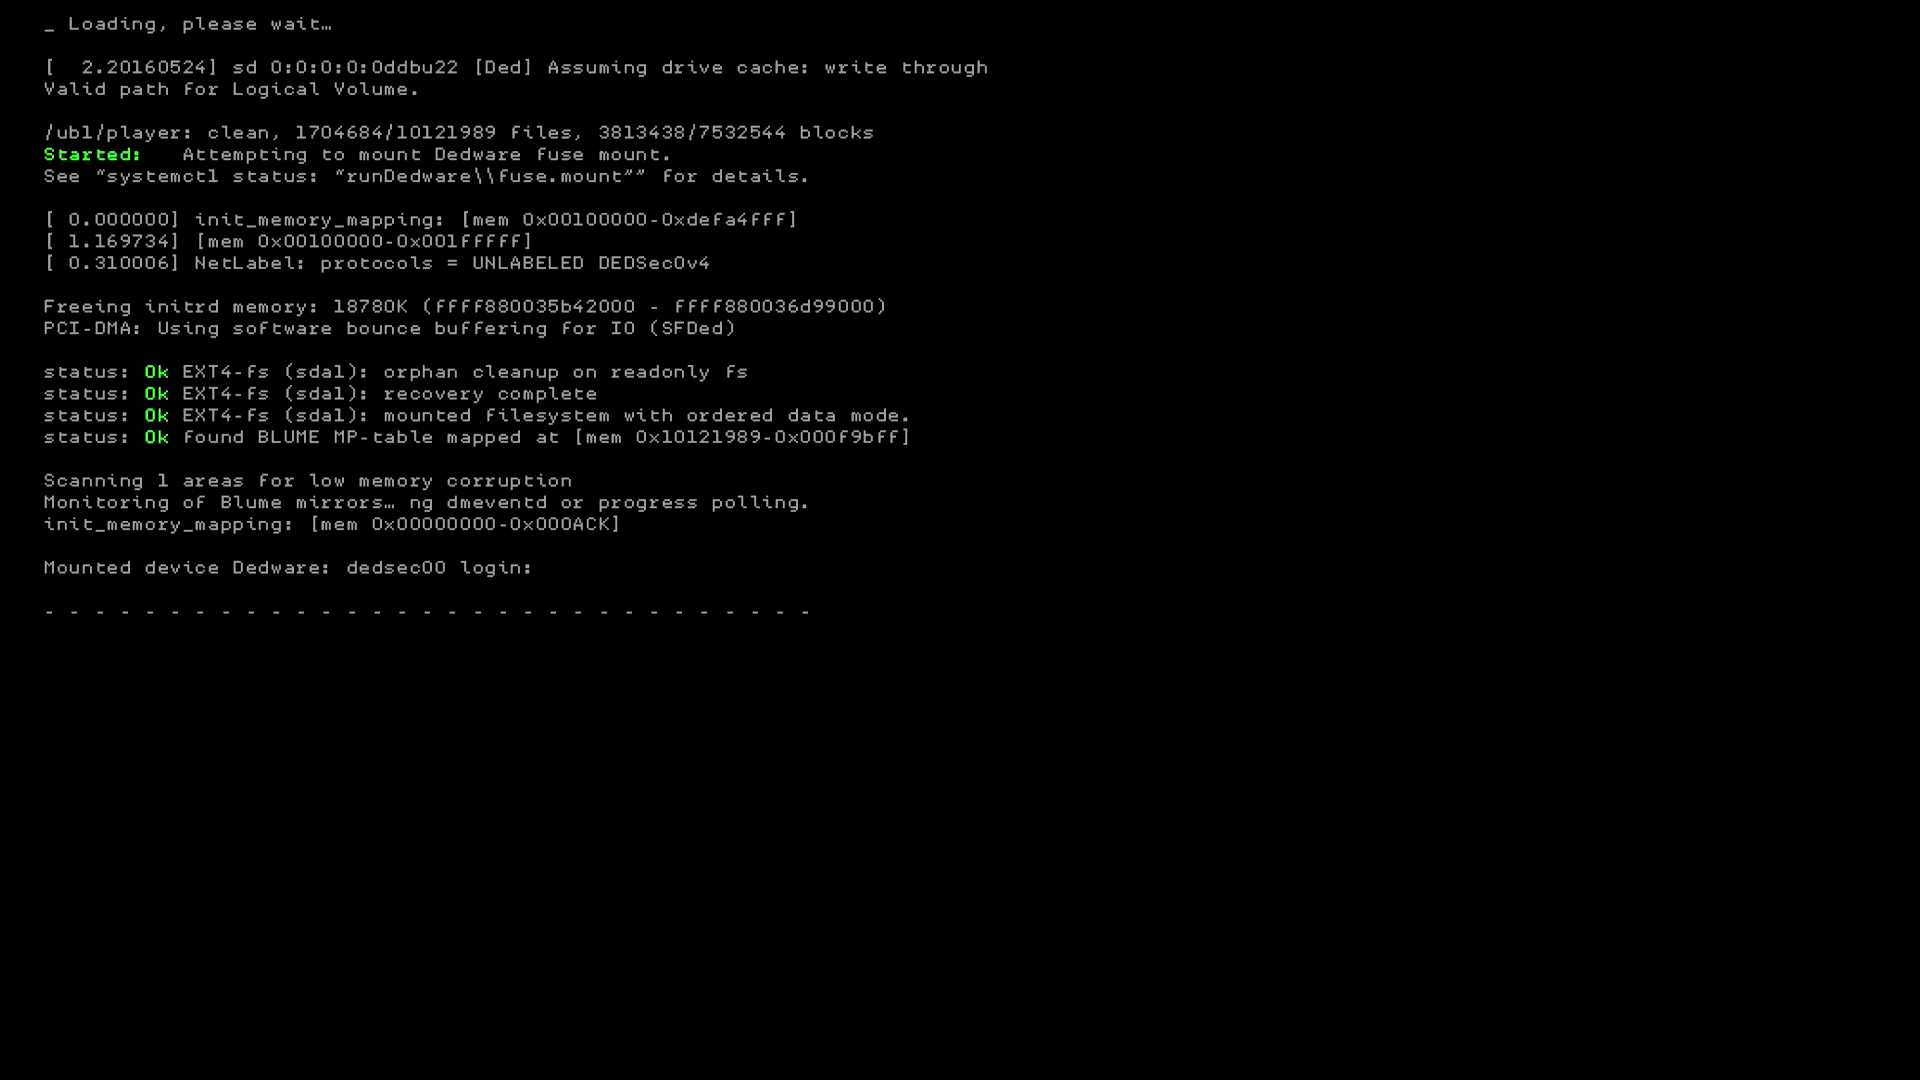 _ Loading, please wait…
[  2.20160524] sd 0:0:0:0:0ddbu22 [Ded] Assuming drive cache: write through
Valid path for Logical Volume.
/ubl/player: clean, 1704684/10121989 files, 3813438/7532544 blocks
Started:   Attempting to mount Dedware fuse mount.
See “systemctl status: “runDedware\\fuse.mount”” for details.
[ 0.000000] init_memory_mapping: [mem 0x00100000-0xdefa4fff]
[ 1.169734] [mem 0x00100000-0x001fffff]
[ 0.310006] NetLabel: protocols = UNLABELED DEDSec0v4
Freeing initrd memory: 18780K (ffff880035b42000 - ffff880036d99000)
PCI-DMA: Using software bounce buffering for IO (SFDed)
status: Ok EXT4-fs (sda1): orphan cleanup on readonly fs
status: Ok EXT4-fs (sda1): recovery complete
status: Ok EXT4-fs (sda1): mounted filesystem with ordered data mode.
status: Ok found BLUME MP-table mapped at [mem 0x10121989-0x000f9bff]
Scanning 1 areas for low memory corruption
Monitoring of Blume mirrors… ng dmeventd or progress polling.
init_memory_mapping: [mem 0x00000000-0x000ACK]
Mounted device Dedware: dedsec00 login:
- - - - - - - - - - - - - - - - - - - - - - - - - - - - - - -